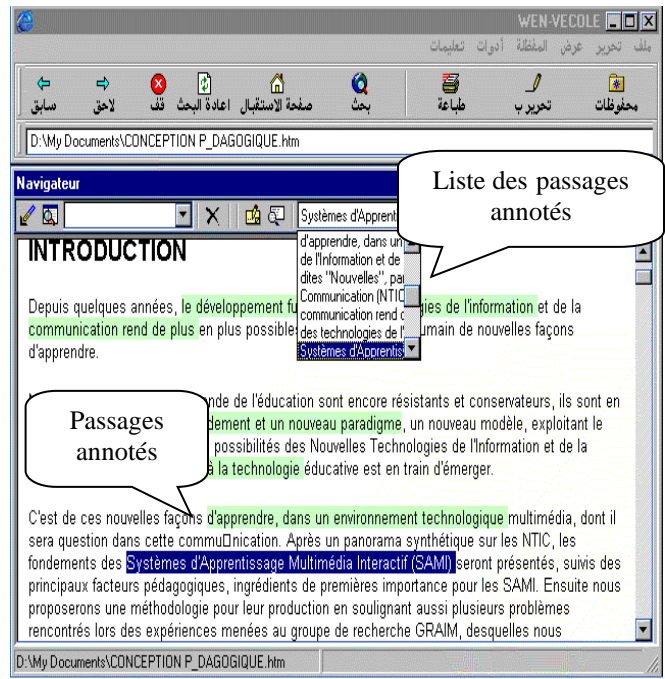 WEN-VECOLE
ملف تحرير عرض المفظلة أدوات تعليمات
سابق لاحق قف اعادة البحث صفحة الاستقبال بحث طباعة تحرير ب محفوظات
D:\My Documents\CONCEPTION P_DAGOGIQUE.htm
Navigateur
Liste des passages
annotés
Systèmes d'Apprent
d'apprendre, dans un
de l'Information et de
dites "Nouvelles", pa
Communication (NTIC
communication rend
des technologies de l'
Systèmes d'Apprentis
INTRODUCTION
Depuis quelques années, le développement fu gies de l'information et de la
communication rend de plus en plus possibles umain de nouvelles façons
d'apprendre.
nde de l'éducation sont encore résistants et conservateurs, ils sont en
dement et un nouveau paradigme, un nouveau modèle, exploitant le
possibilités des Nouvelles Technologies de l'Information et de la
à la technologie éducative est en train d'émerger.
Passages
annotés
C'est de ces nouvelles façons d'apprendre, dans un environnement technologique multimédia, dont il
sera question dans cette commu□nication. Après un panorama synthétique sur les NTIC, les
fondements des Systèmes d'Apprentissage Multimédia Interactif (SAMI) seront présentés, suivis des
principaux facteurs pédagogiques, ingrédients de premières importance pour les SAMI. Ensuite nous
proposerons une méthodologie pour leur production en soulignant aussi plusieurs problèmes
rencontrés lors des expériences menées au groupe de recherche GRAIM, desquelles nous
D:\My Documents\CONCEPTION P_DAGOGIQUE.htm